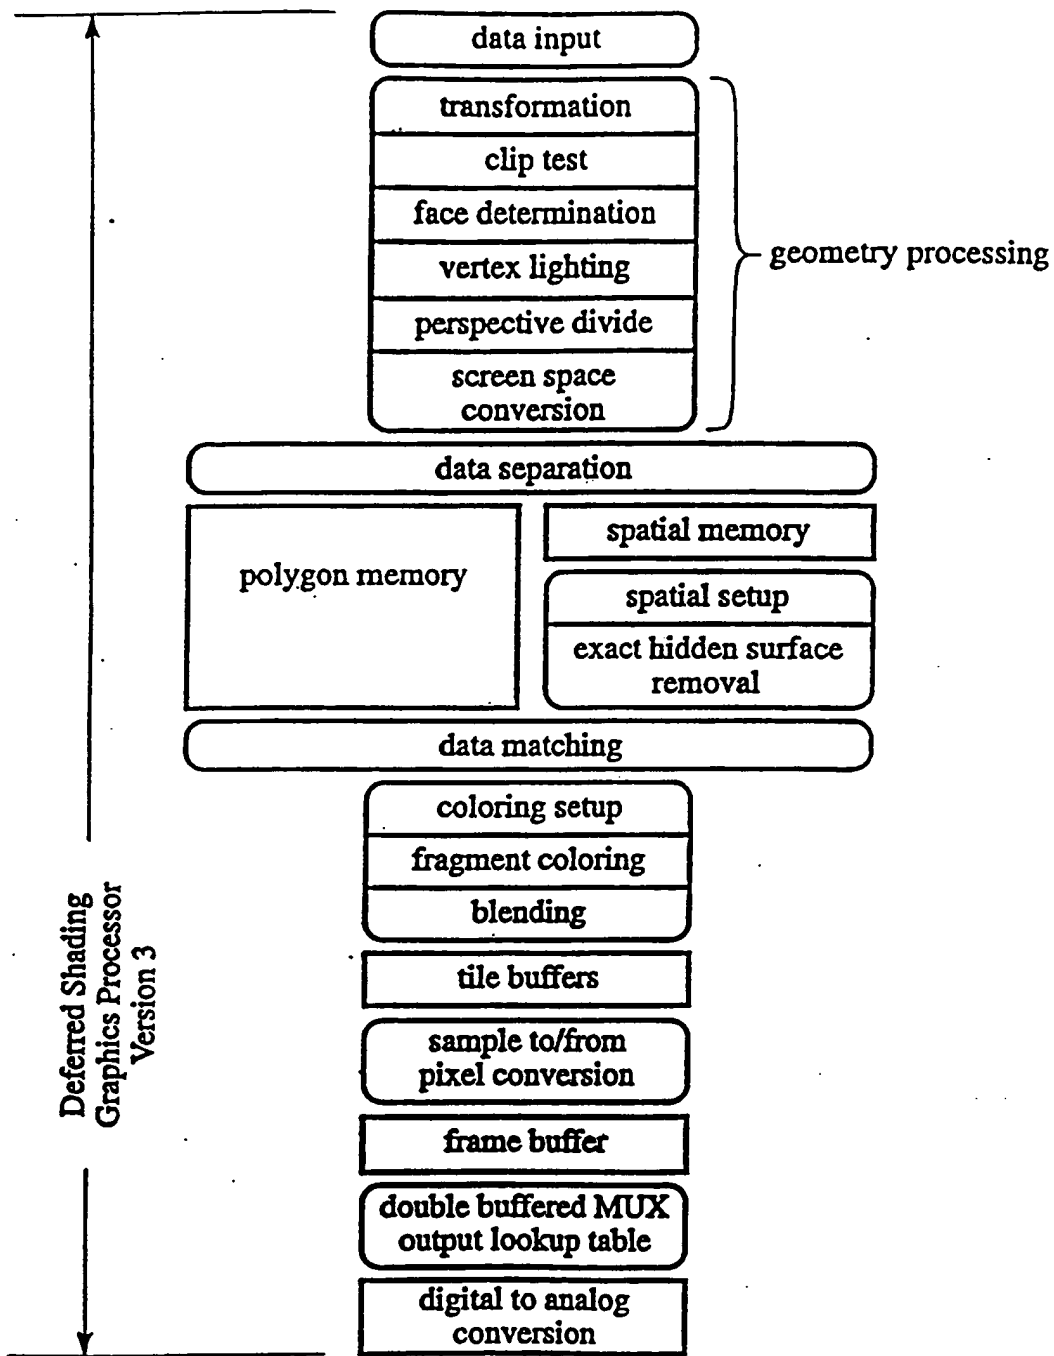 data input
transformation
clip test
face determination
vertex lighting
perspective divide
screen space
conversion
geometry processing
data separation
polygon memory
spatial memory
spatial setup
exact hidden surface
removal
data matching
coloring setup
fragment coloring
blending
tile buffers
sample to/from
pixel conversion
frame buffer
double buffered MUX
output lookup table
digital to analog
conversion
Deferred Shading
Graphics Processor
Version 3